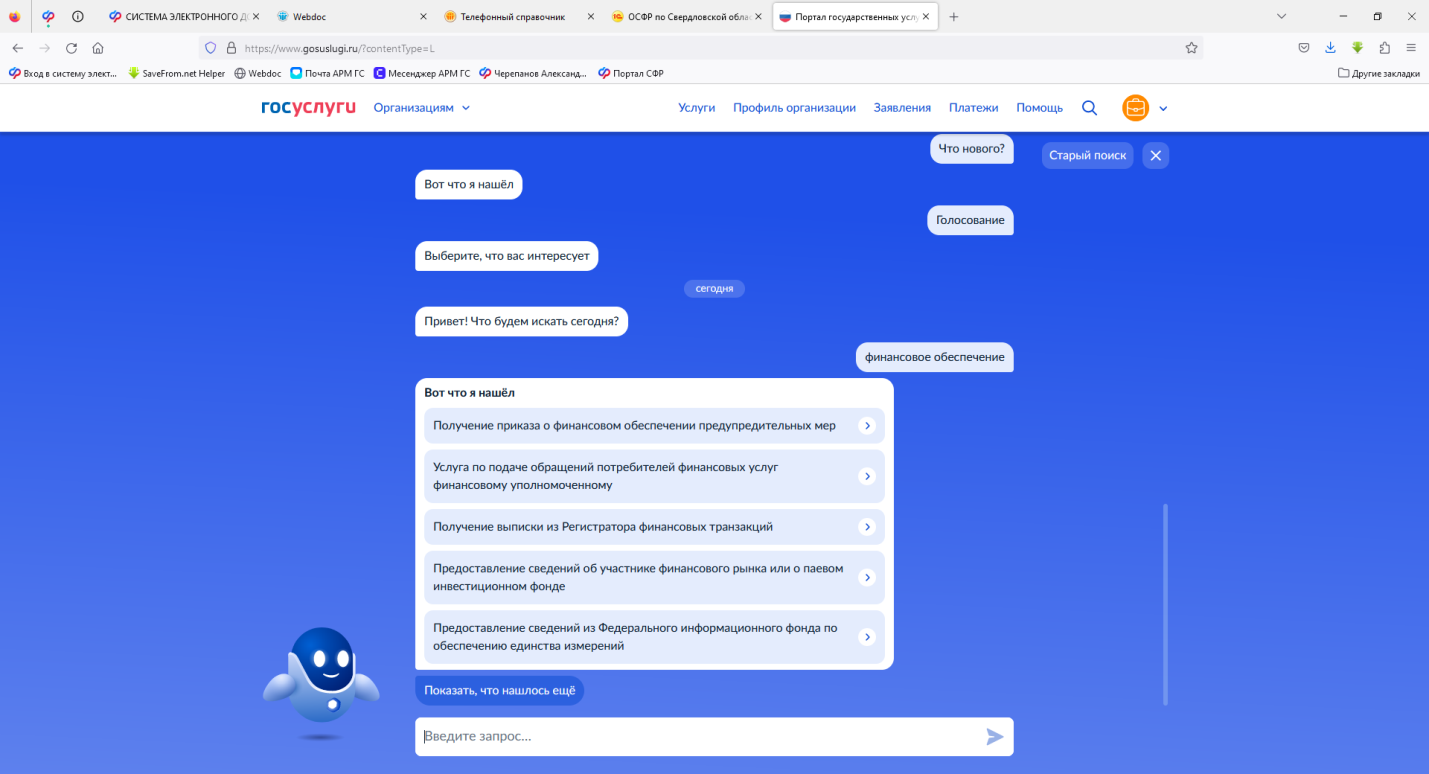 СИСТЕМА ЭЛЕКТРОННОГО Д
Webdoc
Телефонный справочник
ОСФР по Свердловской обла
Портал государственных услу
https://www.gosuslugi.ru/?contentType=L
Вход в систему элект...
SaveFrom.net Helper
Webdoc
Почта АРМ ГС
Месенджер АРМ ГС
Черепанов Александ...
Портал СФР
Другие закладки
госуслуги
Организациям
Услуги
Профиль организации
Заявления
Платежи
Помощь
Что нового?
Старый поиск
Вот что я нашёл
Голосование
Выберите, что вас интересует
сегодня
Привет! Что будем искать сегодня?
финансовое обеспечение
Вот что я нашёл
Получение приказа о финансовом обеспечении предупредительных мер
Услуга по подаче обращений потребителей финансовых услуг
финансовому уполномоченному
Получение выписки из Регистратора финансовых транзакций
Предоставление сведений об участнике финансового рынка или о паевом
инвестиционном фонде
Предоставление сведений из Федерального информационного фонда по
обеспечению единства измерений
Показать, что нашлось ещё
Введите запрос...